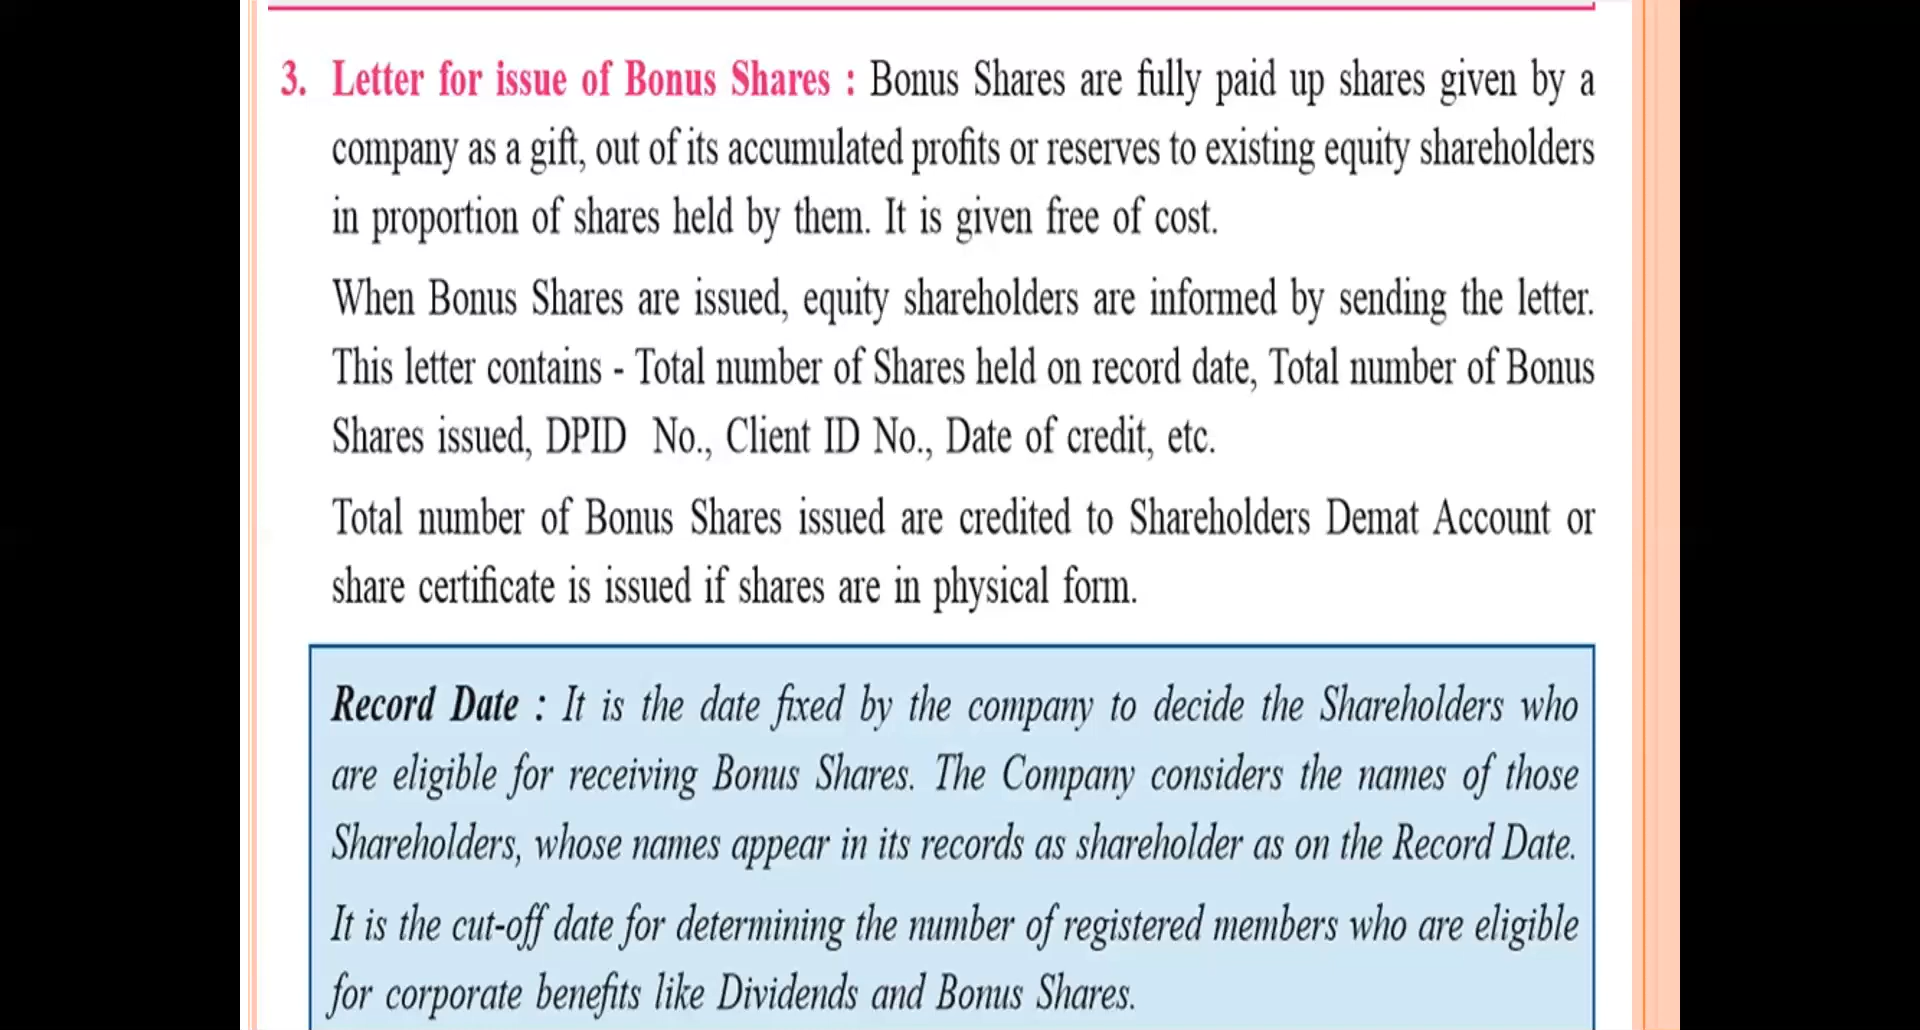 3. Letter for issue of Bonus Shares : Bonus Shares are fully paid up shares given by a
company as a gift, out of its accumulated profits or reserves to existing equity shareholders
in proportion of shares held by them. It is given free of cost.
When Bonus Shares are issued, equity shareholders are informed by sending the letter.
This letter contains - Total number of Shares held on record date, Total number of Bonus
Shares issued, DPID No., Client ID No., Date of credit, etc.
Total number of Bonus Shares issued are credited to Shareholders Demat Account or
share certificate is issued if shares are in physical form.
Record Date : It is the date fixed by the company to decide the Shareholders who
are eligible for receiving Bonus Shares. The Company considers the names of those
Shareholders, whose names appear in its records as shareholder as on the Record Date.
It is the cut-off date for determining the number of registered members who are eligible
for corporate benefits like Dividends and Bonus Shares.